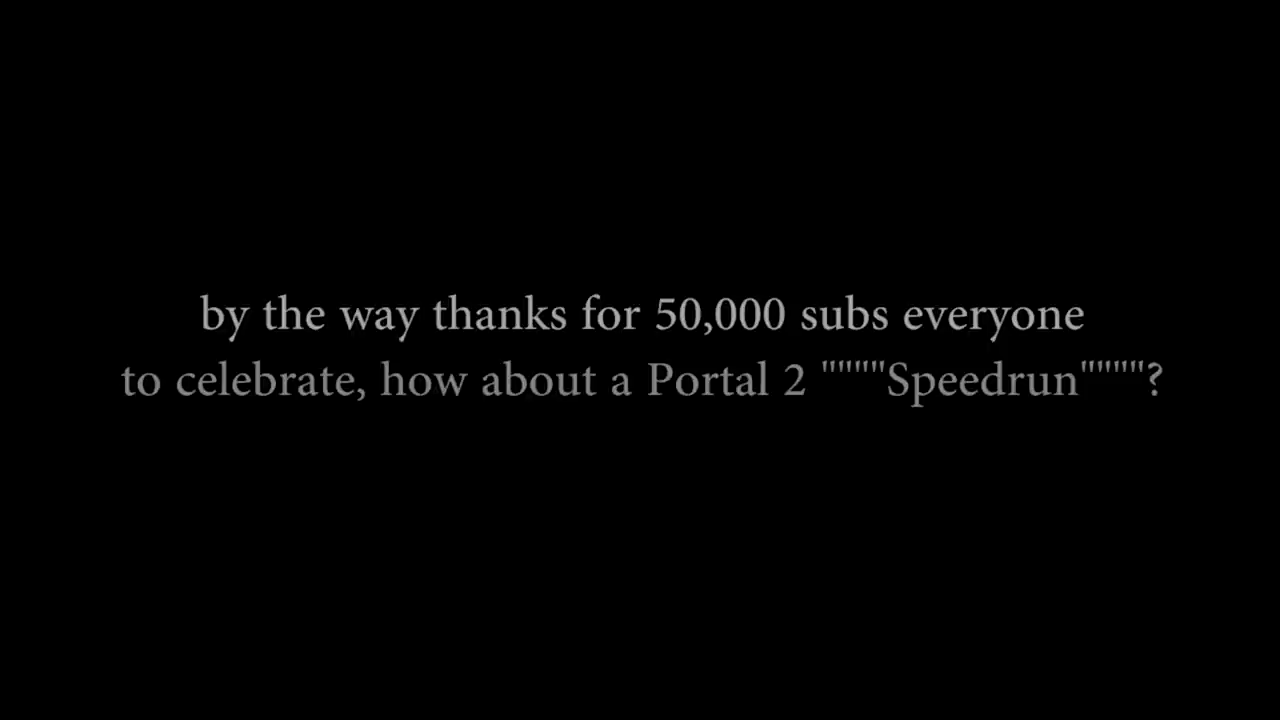 by the way thanks for 50,000 subs everyone
to celebrate, how about a Portal 2 """"Speedrun""""?